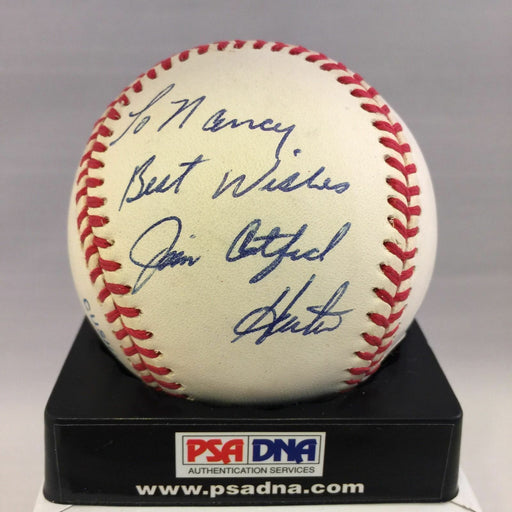 To Nancy
Best Wishes
Jim Catfish
Hunter
PSA DNA
AUTHENTICATION SERVICES
www.psadna.com